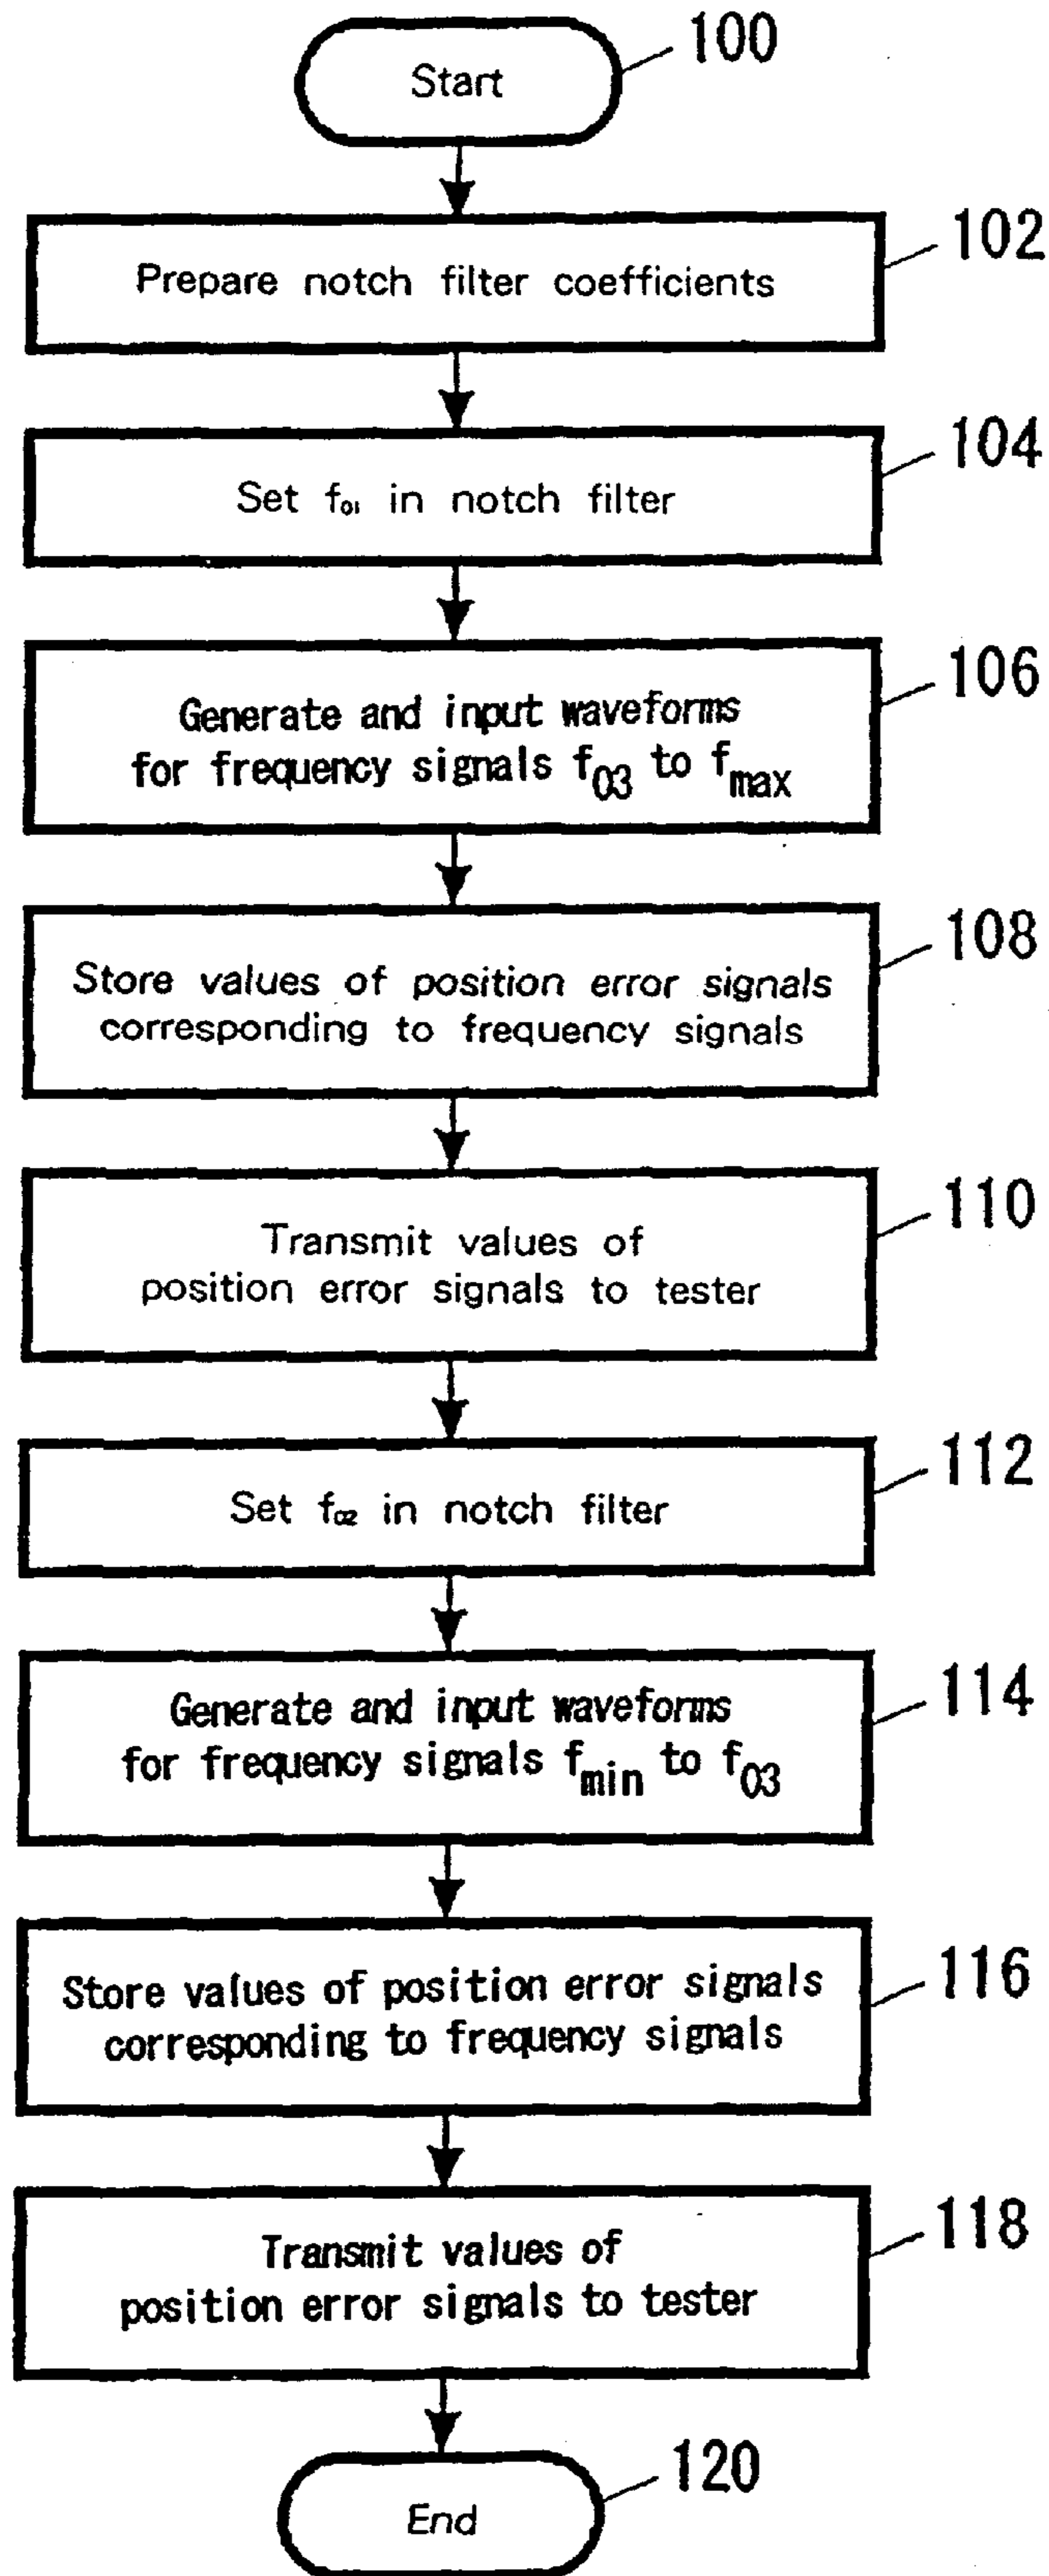 Start
100
Prepare notch filter coefficients
102
Set f01 in notch filter
104
Generate and input waveforms
for frequency signals f03 to fmax
106
Store values of position error signals
corresponding to frequency signals
108
Transmit values of
position error signals to tester
110
Set f02 in notch filter
112
Generate and input waveforms
for frequency signals fmin to f03
114
Store values of position error signals
corresponding to frequency signals
116
Transmit values of
position error signals to tester
118
End
120